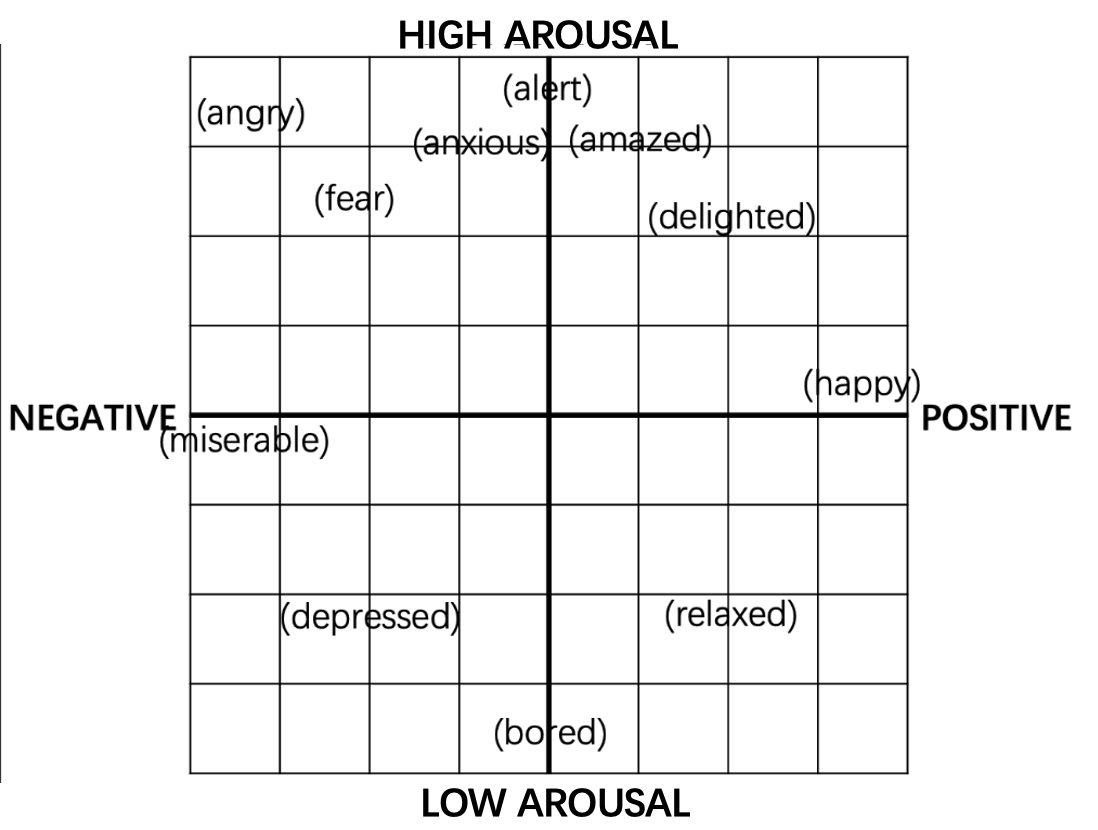 HIGH AROUSAL
(alert)
(angry)
(anxious) (amazed)
(fear)
(delighted)
(happy)
NEGATIVE
POSITIVE
(miserable)
(depressed)
(relaxed)
(bored)
LOW AROUSAL